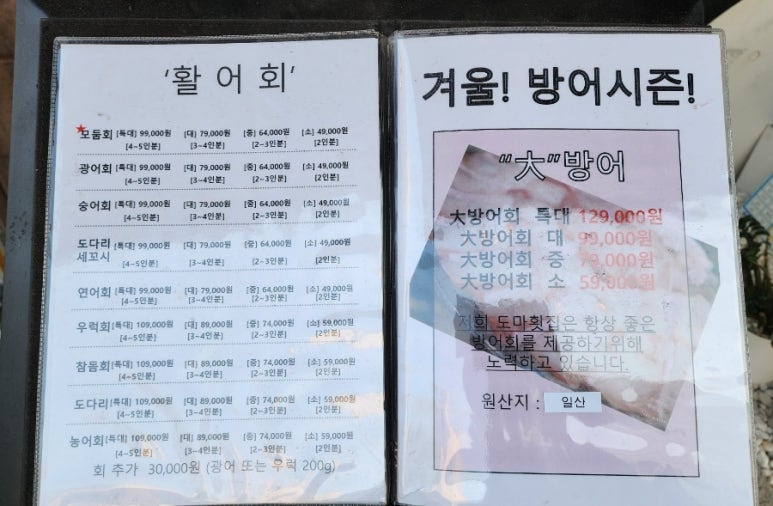 '활어회'
★모둠회 [특대] 99,000원 [대] 79,000원 [중] 64,000원 [소] 49,000원
[4~5인분] [3~4인분] [2~3인분] [2인분]
광어회 [특대] 99,000원 [대] 79,000원 [중] 64,000원 [소] 49,000원
[4~5인분] [3~4인분] [2~3인분] [2인분]
숭어회 [특대] 99,000원 [대] 79,000원 [중] 64,000원 [소] 49,000원
[4~5인분] [3~4인분] [2~3인분] [2인분]
도다리 [특대] 99,000원 [대] 79,000원 [중] 64,000원 [소] 49,000원
세꼬시 [4~5인분] [3~4인분] [2~3인분] [2인분]
연어회 [특대] 99,000원 [대] 79,000원 [중] 64,000원 [소] 49,000원
[4~5인분] [3~4인분] [2~3인분] [2인분]
우럭회 [특대] 109,000원 [대] 89,000원 [중] 74,000원 [소] 59,000원
[4~5인분] [3~4인분] [2~3인분] [2인분]
참돔회 [특대] 109,000원 [대] 89,000원 [중] 74,000원 [소] 59,000원
[4~5인분] [3~4인분] [2~3인분] [2인분]
도다리 [특대] 109,000원 [대] 89,000원 [중] 74,000원 [소] 59,000원
[4~5인분] [3~4인분] [2~3인분] [2인분]
농어회 [특대] 109,000원 [대] 89,000원 [중] 74,000원 [소] 59,000원
[4~5인분] [3~4인분] [2~3인분] [2인분]
회 추가 30,000원 (광어 또는 우럭 200g)
겨울! 방어시즌!
"大"방어
大방어회 특대 129,000원
大방어회 대 99,000원
大방어회 중 79,000원
大방어회 소 59,000원
저희 도마횟집은 항상 좋은
방어회를 제공하기위해
노력하고 있습니다.
원산지 : 일산